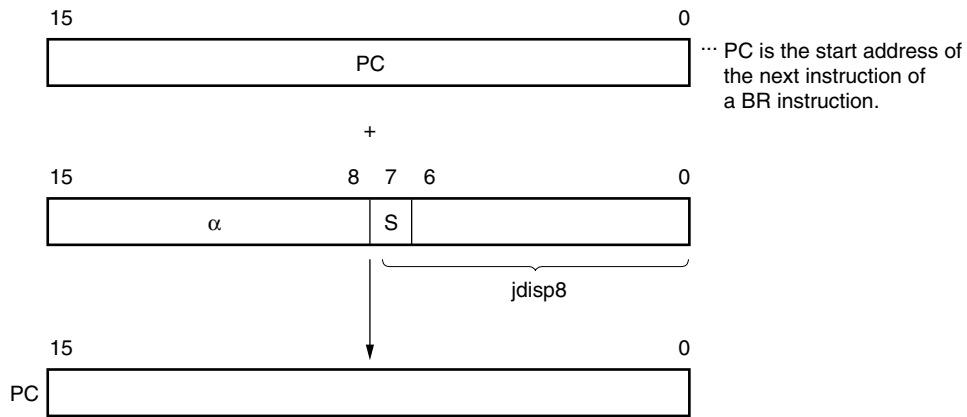 15 0
PC
... PC is the start address of
the next instruction of
a BR instruction.
+
15 8 7 6 0
α S
jdisp8
15 0
PC